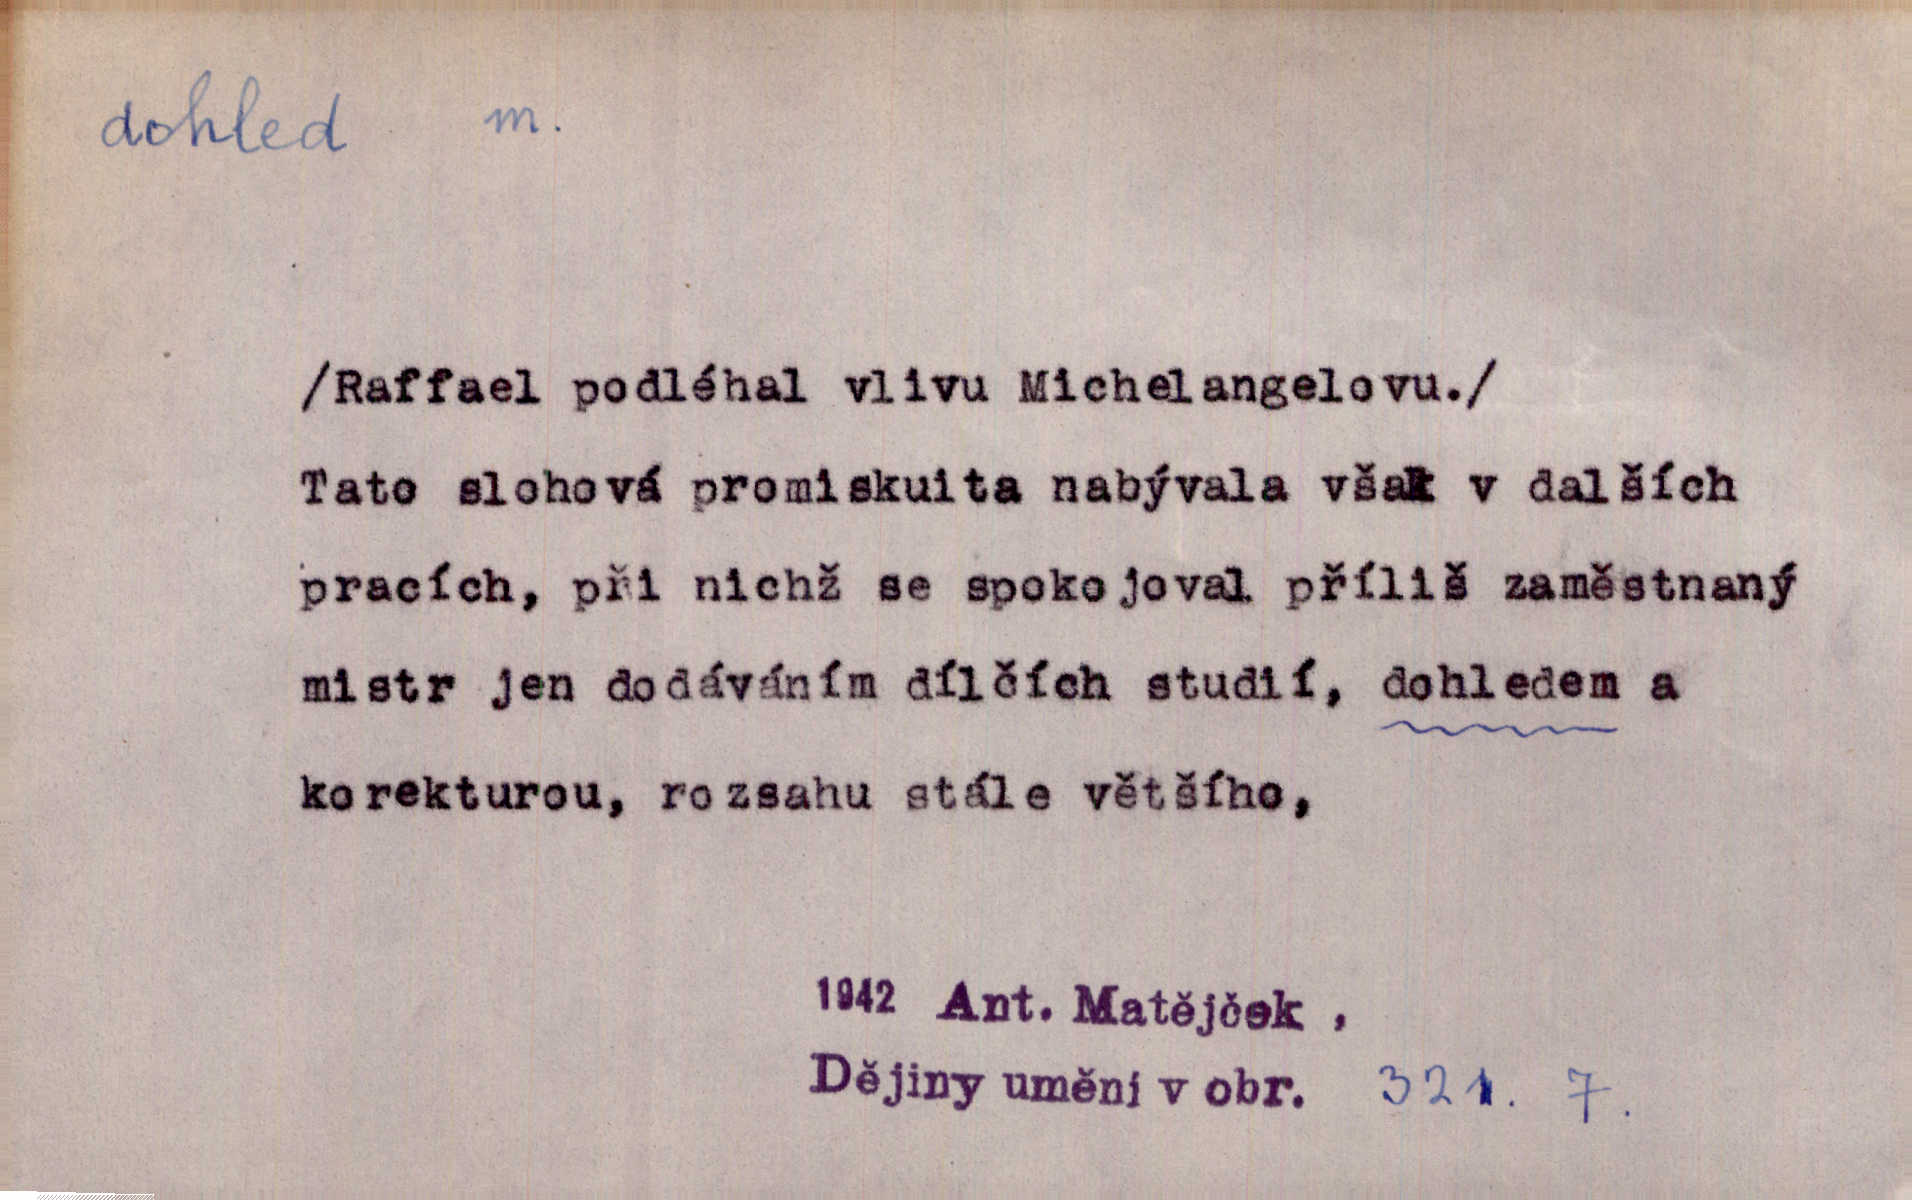 dohled m.
/Raffael podléhal vlivu Michelangelovu./
Tato slohová promiskuita nabývala však v dalších
pracích, při nichž se spokojoval příliš zaměstnaný
mistr jen dodáváním dílčích studií, dohledem a
korekturou, rozsahu stále většího,
1942 Ant. Matějček ,
Dějiny umění v obr. 321. 7.